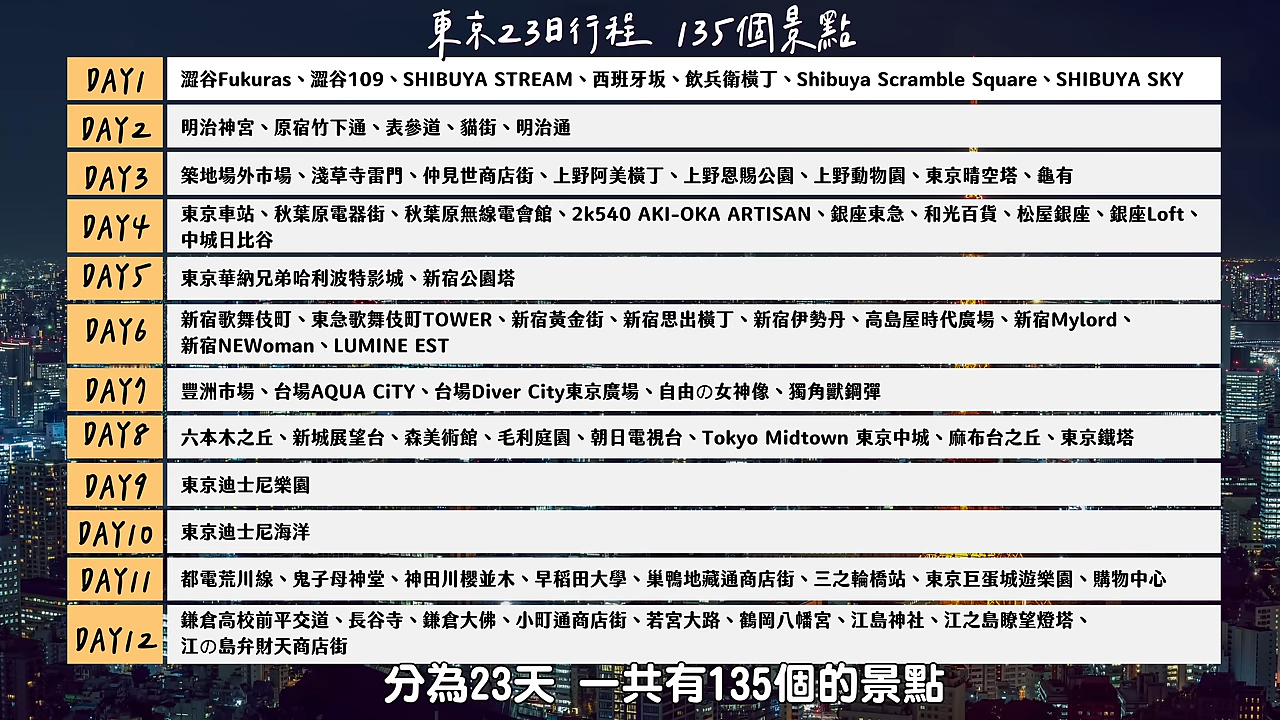 東京23日行程 135個景點
DAY1
澀谷Fukuras、澀谷109、SHIBUYA STREAM、西班牙坂、飲兵衛橫丁、Shibuya Scramble Square、SHIBUYA SKY
DAY2
明治神宮、原宿竹下通、表參道、貓街、明治通
DAY3
築地場外市場、淺草寺雷門、仲見世商店街、上野阿美橫丁、上野恩賜公園、上野動物園、東京晴空塔、龜有
DAY4
東京車站、秋葉原電器街、秋葉原無線電會館、2k540 AKI-OKA ARTISAN、銀座東急、和光百貨、松屋銀座、銀座Loft、
中城日比谷
DAY5
東京華納兄弟哈利波特影城、新宿公園塔
DAY6
新宿歌舞伎町、東急歌舞伎町TOWER、新宿黃金街、新宿思出橫丁、新宿伊勢丹、高島屋時代廣場、新宿Mylord、
新宿NEWoman、LUMINE EST
DAY7
豐洲市場、台場AQUA CiTY、台場Diver City東京廣場、自由の女神像、獨角獸鋼彈
DAY8
六本木之丘、新城展望台、森美術館、毛利庭園、朝日電視台、Tokyo Midtown 東京中城、麻布台之丘、東京鐵塔
DAY9
東京迪士尼樂園
DAY10
東京迪士尼海洋
DAY11
都電荒川線、鬼子母神堂、神田川櫻並木、早稻田大學、巢鴨地藏通商店街、三之輪橋站、東京巨蛋城遊樂園、購物中心
DAY12
鎌倉高校前平交道、長谷寺、鎌倉大佛、小町通商店街、若宮大路、鶴岡八幡宮、江島神社、江之島瞭望燈塔、
江の島弁財天商店街
分為23天 一共有135個的景點